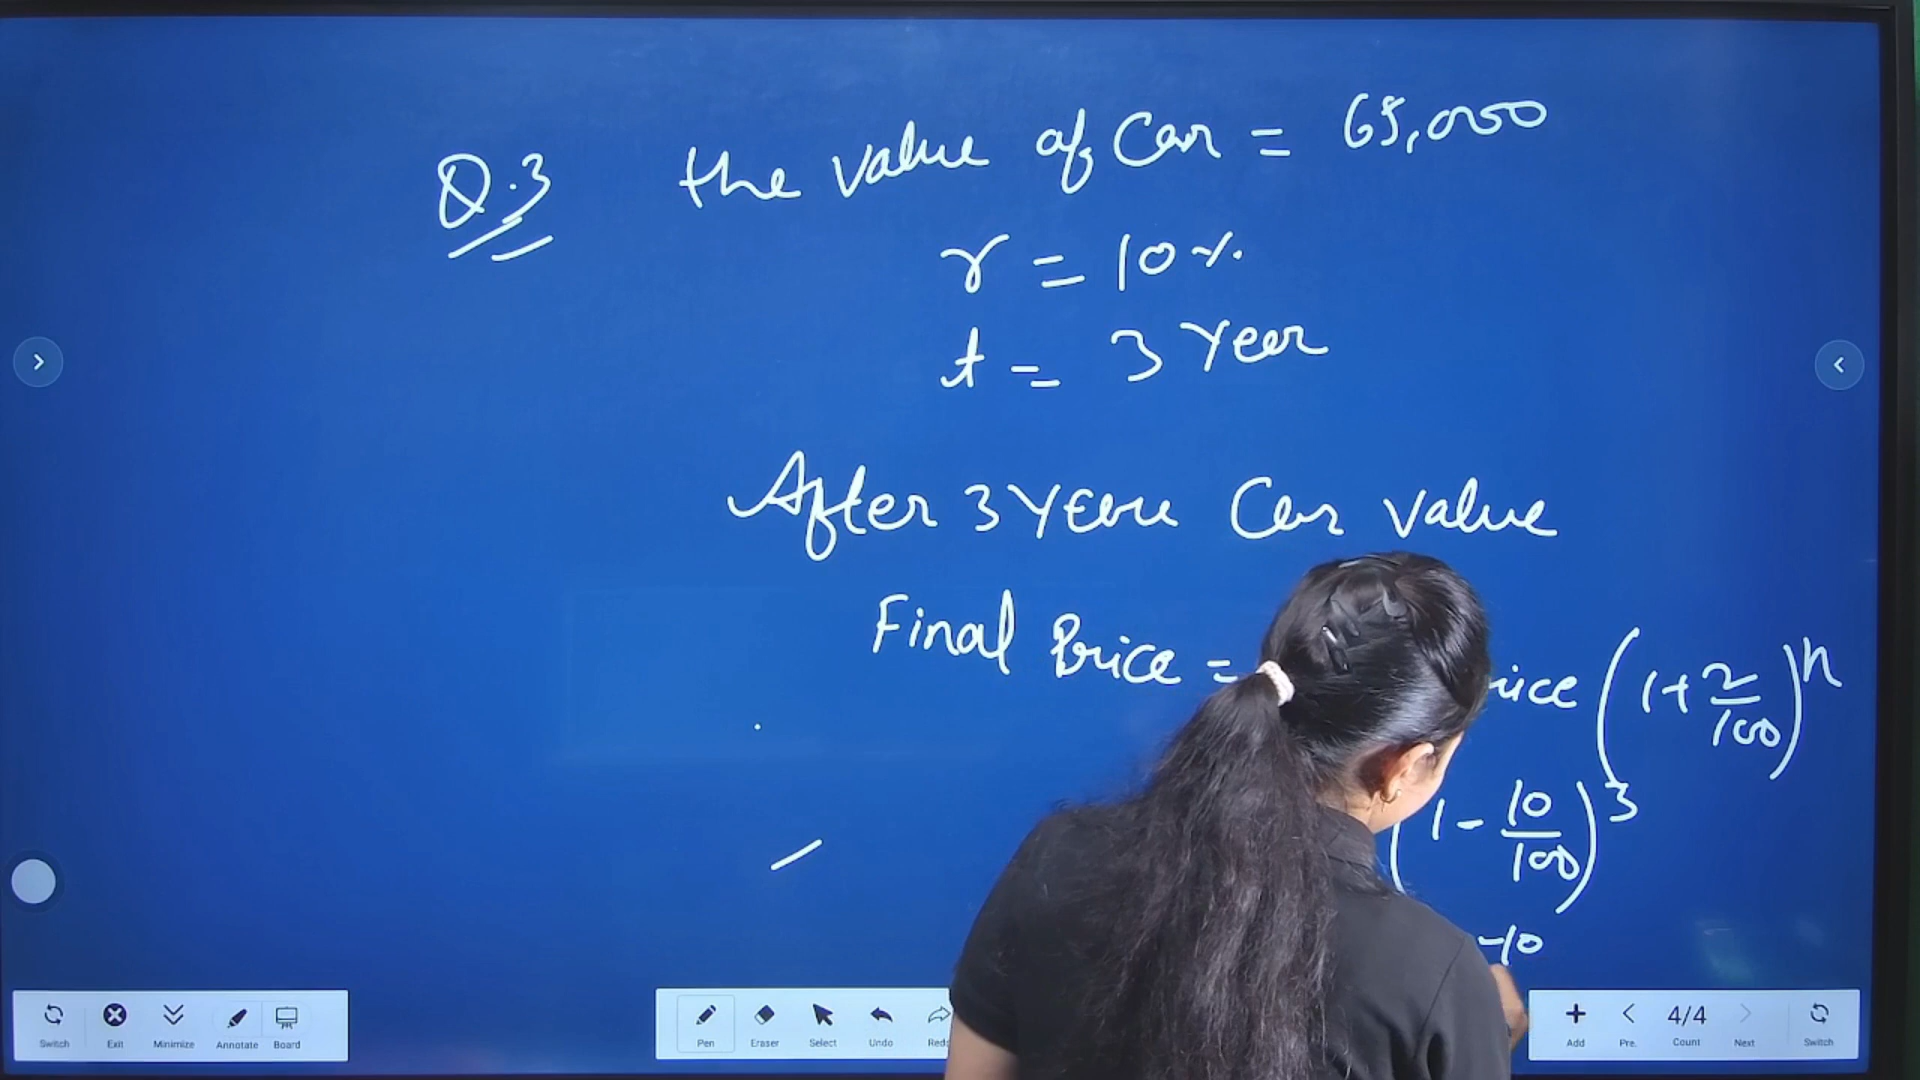 Q.3 the value of Car = 65,000
r = 10%
t = 3 Year
After 3 Year Car value
Final Price = (1+r/100)^n
(1-10/100)^3
-10
Switch Exit Minimize Annotate Board
Pen Eraser Select Undo
Add Pre. 4/4 Count Next Switch